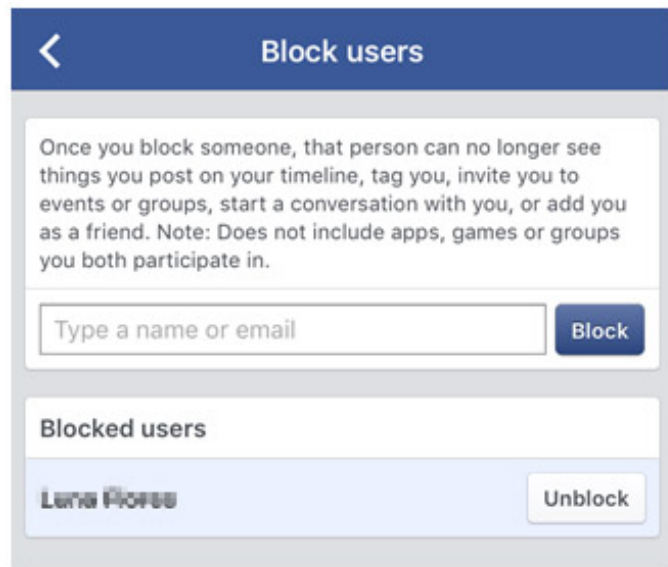 Block users
Once you block someone, that person can no longer see
things you post on your timeline, tag you, invite you to
events or groups, start a conversation with you, or add you
as a friend. Note: Does not include apps, games or groups
you both participate in.
Type a name or email
Block
Blocked users
Unblock